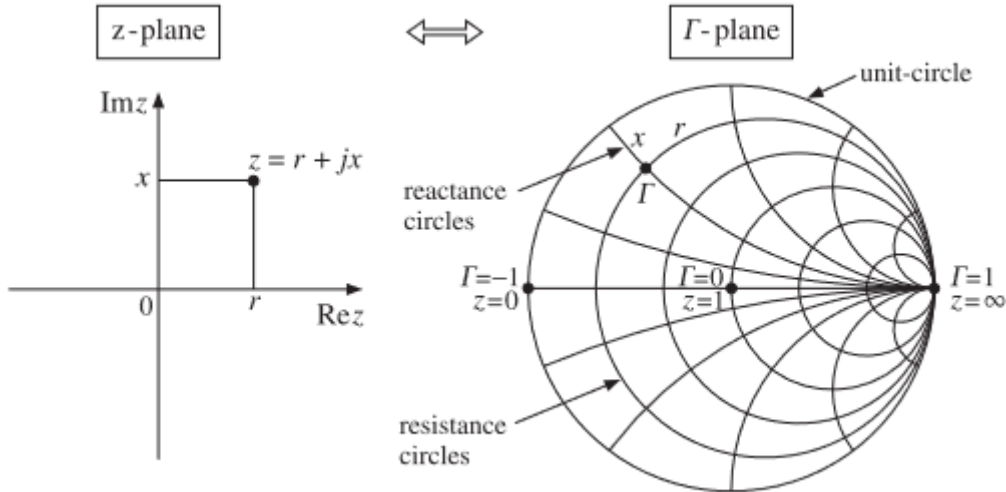 z-plane
Γ-plane
unit-circle
Im z
z = r + jx
x
0
r
Re z
x
r
Γ
reactance
circles
Γ=−1
z=0
Γ=0
z=1
Γ=1
z=∞
resistance
circles